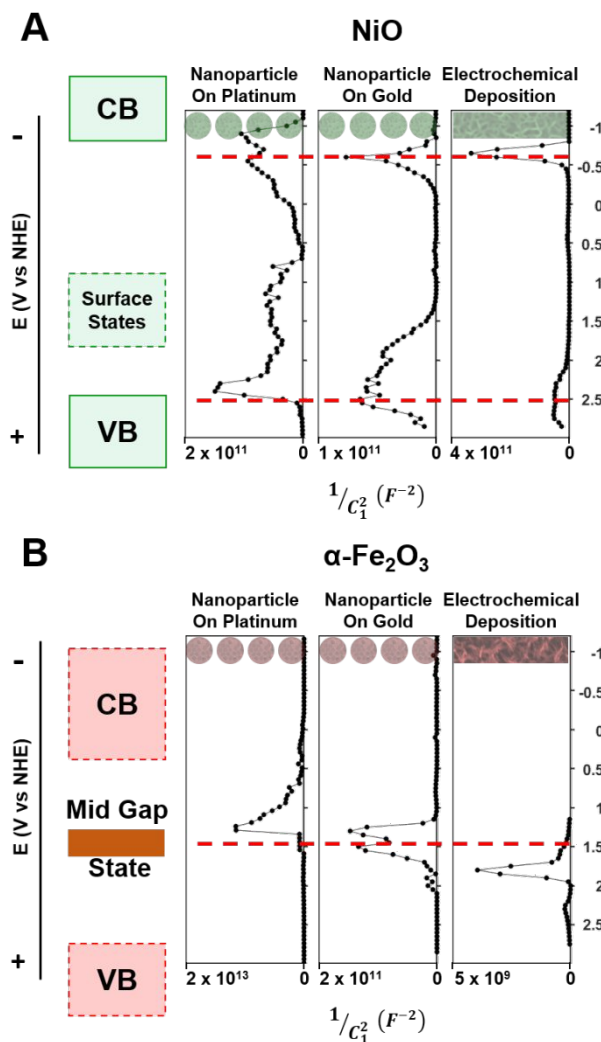 A
NiO
Nanoparticle
On Platinum
Nanoparticle
On Gold
Electrochemical
Deposition
CB
-
E (V vs NHE)
Surface
States
VB
+
-1
-0.5
0
0.5
1
1.5
2
2.5
2 x 10¹¹
0
1 x 10¹¹
0
4 x 10¹¹
0
1/C₁² (F⁻²)
B
α-Fe₂O₃
Nanoparticle
On Platinum
Nanoparticle
On Gold
Electrochemical
Deposition
-
CB
E (V vs NHE)
Mid Gap
State
VB
+
-1
-0.5
0
0.5
1
1.5
2
2.5
2 x 10¹³
0
2 x 10¹¹
0
5 x 10⁹
0
1/C₁² (F⁻²)